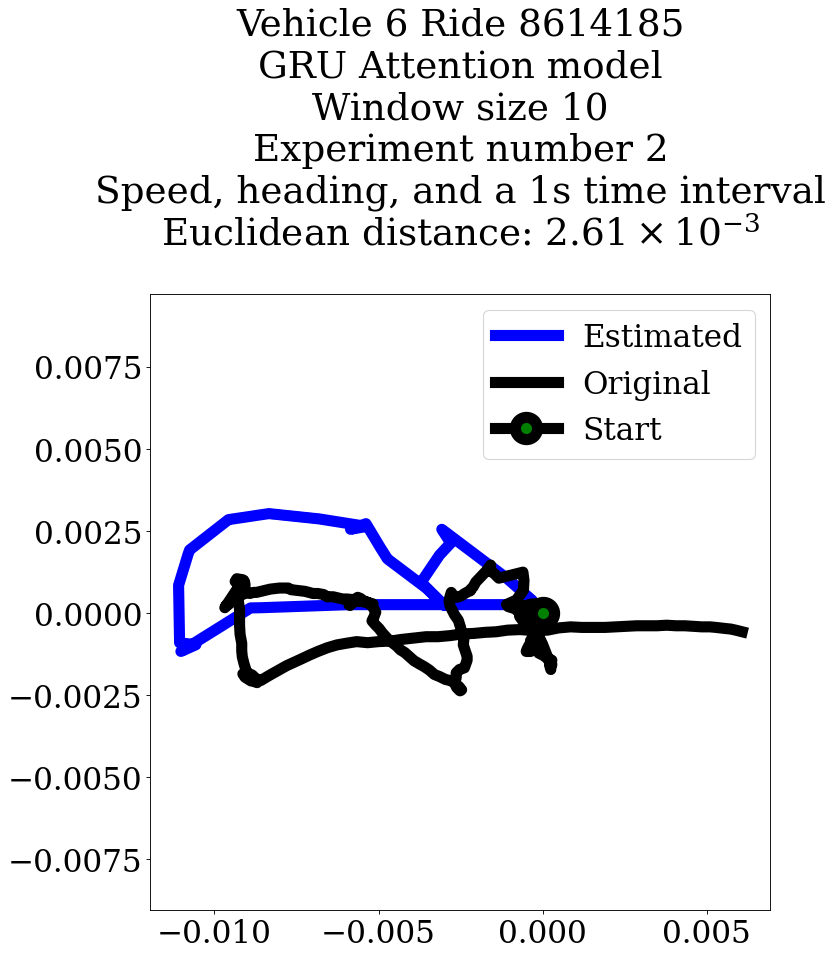 Vehicle 6 Ride 8614185
GRU Attention model
Window size 10
Experiment number 2
Speed, heading, and a 1s time interval
Euclidean distance: 2.61 × 10⁻³
Estimated
Original
Start
0.0075
0.0050
0.0025
0.0000
−0.0025
−0.0050
−0.0075
−0.010 −0.005 0.000 0.005